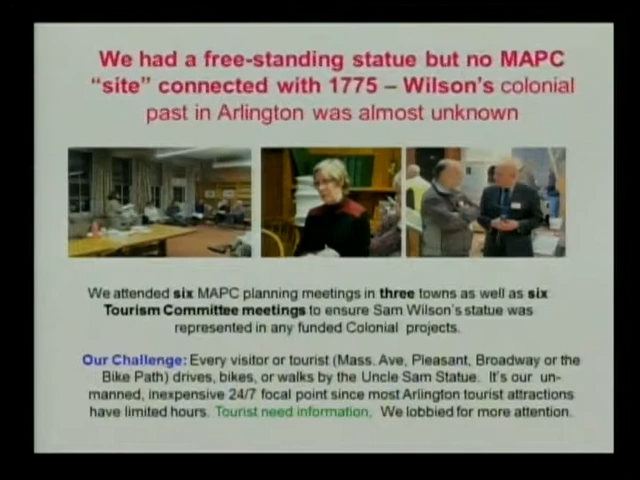 We had a free-standing statue but no MAPC
“site” connected with 1775 – Wilson’s colonial
past in Arlington was almost unknown
We attended six MAPC planning meetings in three towns as well as six
Tourism Committee meetings to ensure Sam Wilson’s statue was
represented in any funded Colonial projects.
Our Challenge: Every visitor or tourist (Mass. Ave, Pleasant, Broadway or the
Bike Path) drives, bikes, or walks by the Uncle Sam Statue. It’s our un-
manned, inexpensive 24/7 focal point since most Arlington tourist attractions
have limited hours. Tourist need information. We lobbied for more attention.